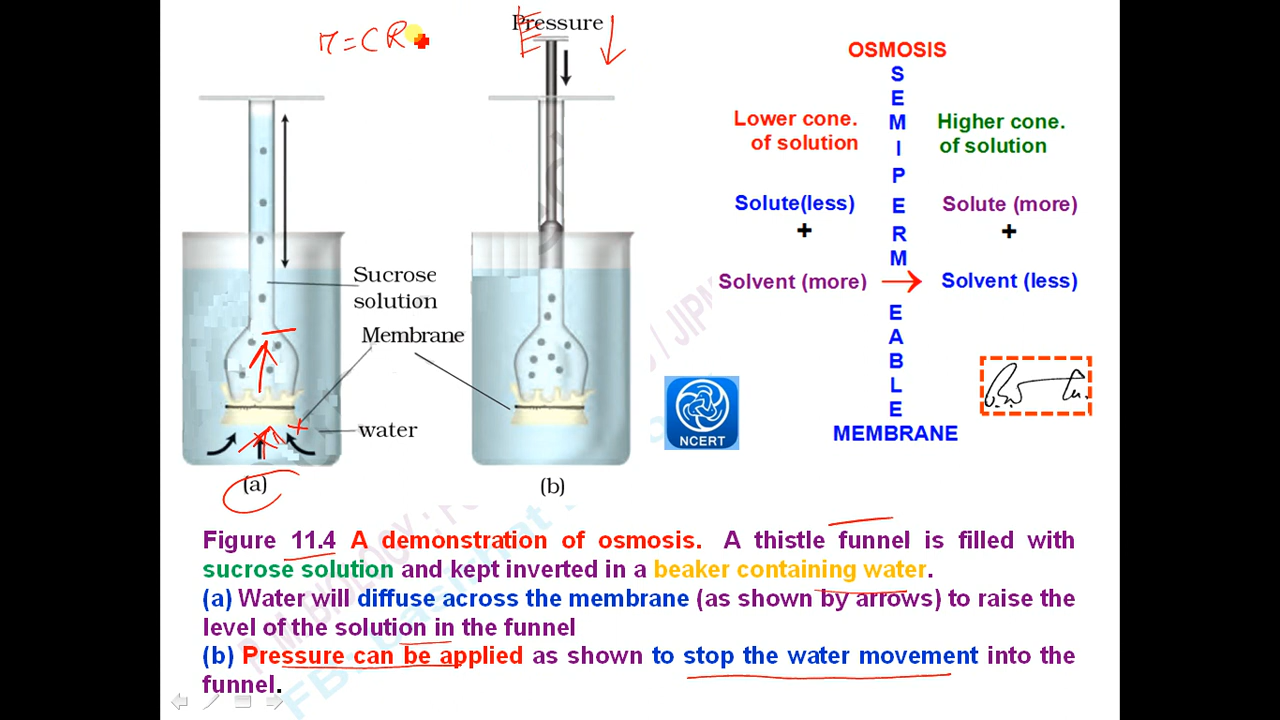 π=CR
Pressure
OSMOSIS
SEMIPERMEABLE
MEMBRANE
Lower conc.
of solution
Higher conc.
of solution
Solute(less)
+
Solute (more)
+
Solvent (more)
Solvent (less)
Sucrose
solution
Membrane
water
NCERT
(a)
(b)
Figure 11.4 A demonstration of osmosis. A thistle funnel is filled with
sucrose solution and kept inverted in a beaker containing water.
(a) Water will diffuse across the membrane (as shown by arrows) to raise the
level of the solution in the funnel
(b) Pressure can be applied as shown to stop the water movement into the
funnel.